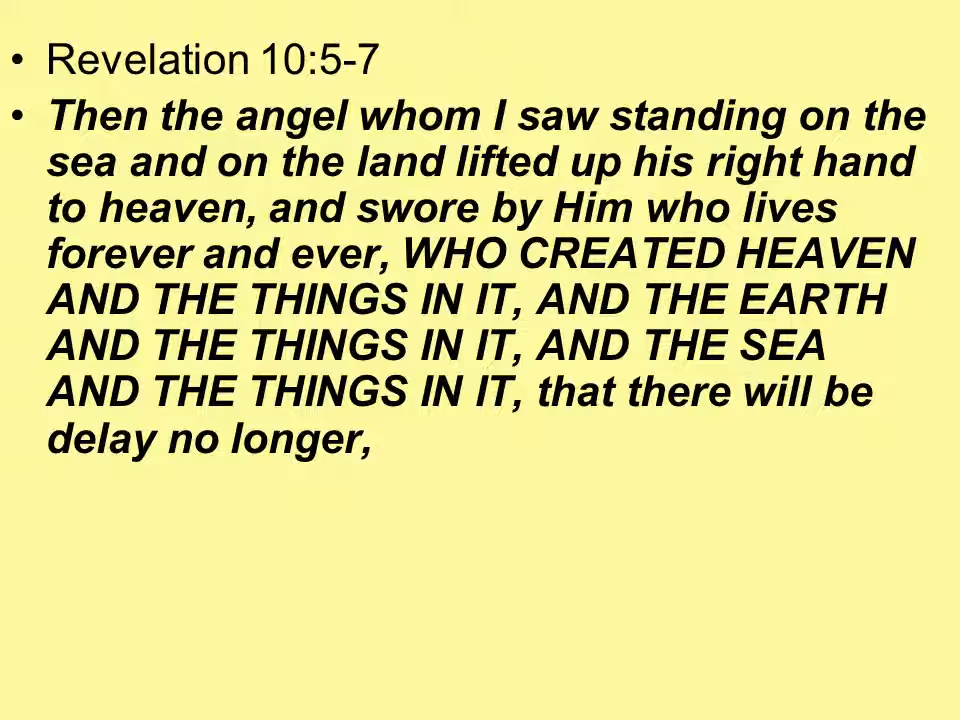 • Revelation 10:5-7
• Then the angel whom I saw standing on the
sea and on the land lifted up his right hand
to heaven, and swore by Him who lives
forever and ever, WHO CREATED HEAVEN
AND THE THINGS IN IT, AND THE EARTH
AND THE THINGS IN IT, AND THE SEA
AND THE THINGS IN IT, that there will be
delay no longer,